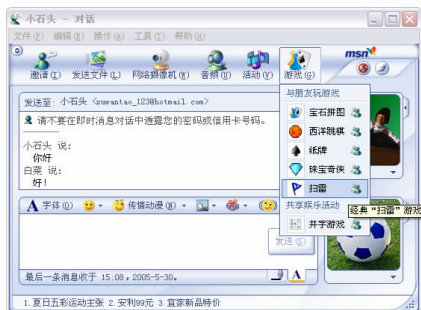 小石头 - 对话
文件(F) 编辑(E) 操作(A) 工具(T) 帮助(H)
msn
邀请(I) 发送文件(L) 网络摄像机(W) 音频(U) 活动(V) 游戏(G)
与朋友玩游戏
宝石拼图
西洋跳棋
纸牌
珠宝奇侠
扫雷
共享娱乐活动
井字游戏
经典“扫雷”游戏
发送至: 小石头 <xuwantao_123@hotmail.com>
请不要在即时消息对话中透露您的密码或信用卡号码。
小石头 说:
你好
白菜 说:
好!
A 字体(O) 传情动漫(N)
发送(S)
最后一条消息收于 15:08,2005-5-30。
A
1.夏日五彩运动主张 2.安利99元 3.宜家新品特价